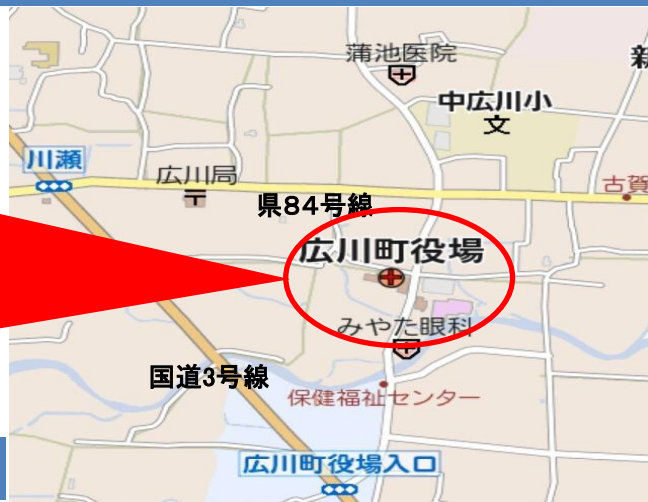 蒲池医院
新
中広川小
文
川瀬
広川局
〒
古賀
県84号線
広川町役場
みやた眼科
国道3号線
保健福祉センター
広川町役場入口